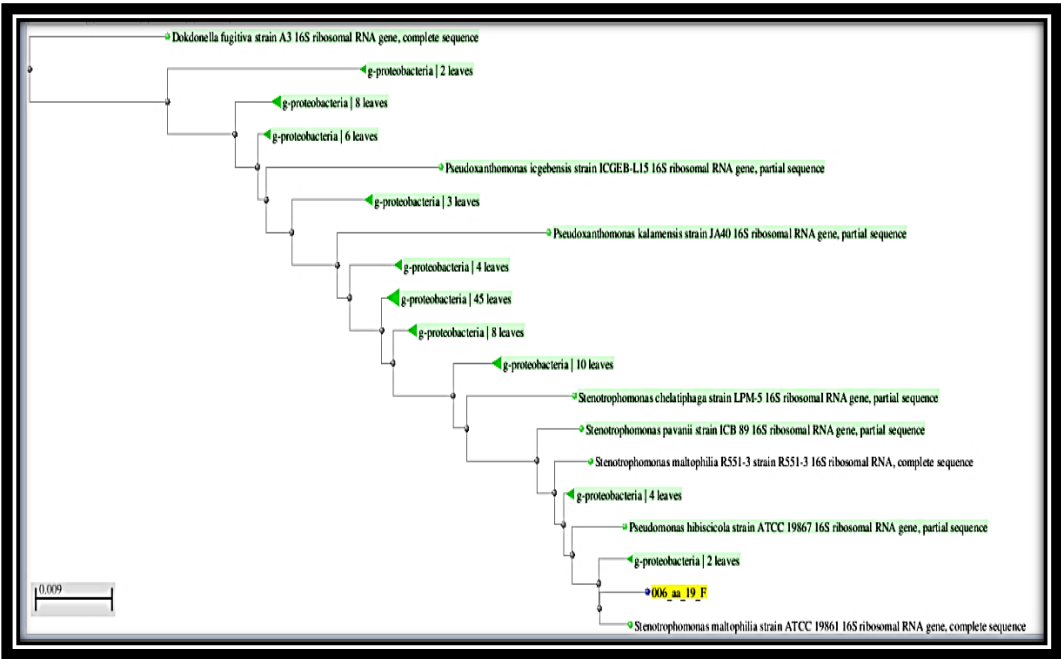 Dokdonella fugitiva strain A3 16S ribosomal RNA gene, complete sequence
g-proteobacteria | 2 leaves
g-proteobacteria | 8 leaves
g-proteobacteria | 6 leaves
Pseudoxanthomonas icgebensis strain ICGEB-L15 16S ribosomal RNA gene, partial sequence
g-proteobacteria | 3 leaves
Pseudoxanthomonas kalamensis strain JA40 16S ribosomal RNA gene, partial sequence
g-proteobacteria | 4 leaves
g-proteobacteria | 45 leaves
g-proteobacteria | 8 leaves
g-proteobacteria | 10 leaves
Stenotrophomonas chelatiphaga strain LPM-5 16S ribosomal RNA gene, partial sequence
Stenotrophomonas pavanii strain ICB 89 16S ribosomal RNA gene, partial sequence
Stenotrophomonas maltophilia R551-3 strain R551-3 16S ribosomal RNA, complete sequence
g-proteobacteria | 4 leaves
Pseudomonas hibiscicola strain ATCC 19867 16S ribosomal RNA gene, partial sequence
g-proteobacteria | 2 leaves
0.009
006_aa_19_F
Stenotrophomonas maltophilia strain ATCC 19861 16S ribosomal RNA gene, complete sequence